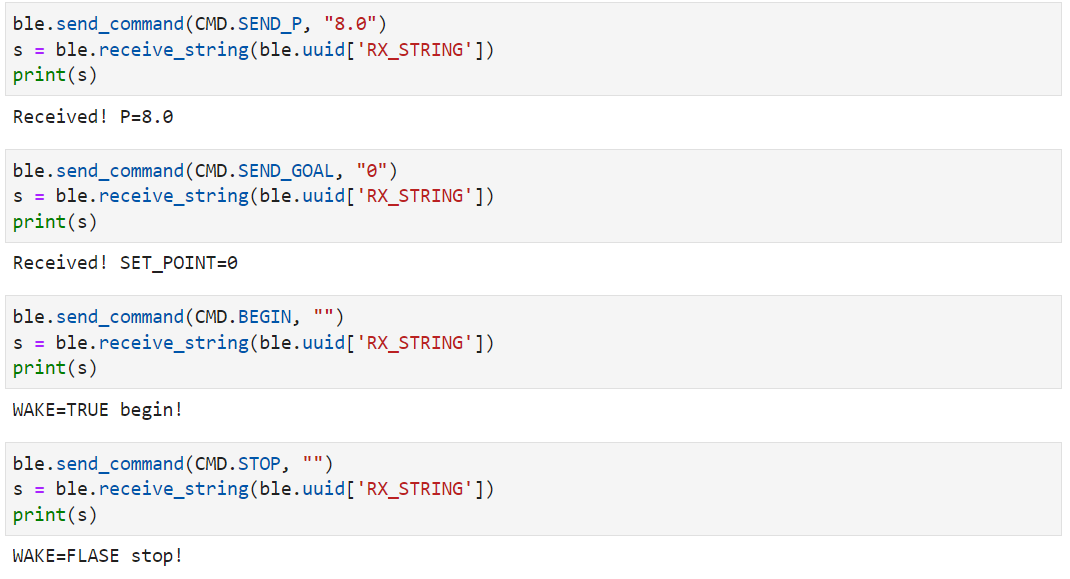 ble.send_command(CMD.SEND_P, "8.0")
s = ble.receive_string(ble.uuid['RX_STRING'])
print(s)
Received! P=8.0
ble.send_command(CMD.SEND_GOAL, "0")
s = ble.receive_string(ble.uuid['RX_STRING'])
print(s)
Received! SET_POINT=0
ble.send_command(CMD.BEGIN, "")
s = ble.receive_string(ble.uuid['RX_STRING'])
print(s)
WAKE=TRUE begin!
ble.send_command(CMD.STOP, "")
s = ble.receive_string(ble.uuid['RX_STRING'])
print(s)
WAKE=FLASE stop!